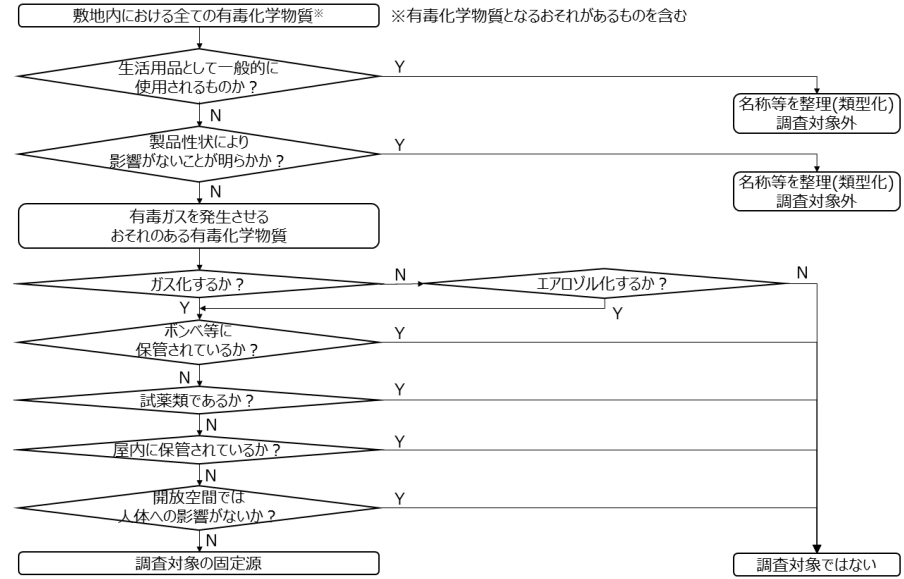 敷地内における全ての有毒化学物質※
※有毒化学物質となるおそれがあるものを含む
生活用品として一般的に
使用されるものか？
Y
名称等を整理(類型化)
調査対象外
N
製品性状により
影響がないことが明らかか？
Y
名称等を整理(類型化)
調査対象外
N
有毒ガスを発生させる
おそれのある有毒化学物質
ガス化するか？
N
エアロゾル化するか？
N
Y
Y
ボンベ等に
保管されているか？
Y
N
試薬類であるか？
Y
N
屋内に保管されているか？
Y
N
開放空間では
人体への影響がないか？
Y
N
調査対象の固定源
調査対象ではない